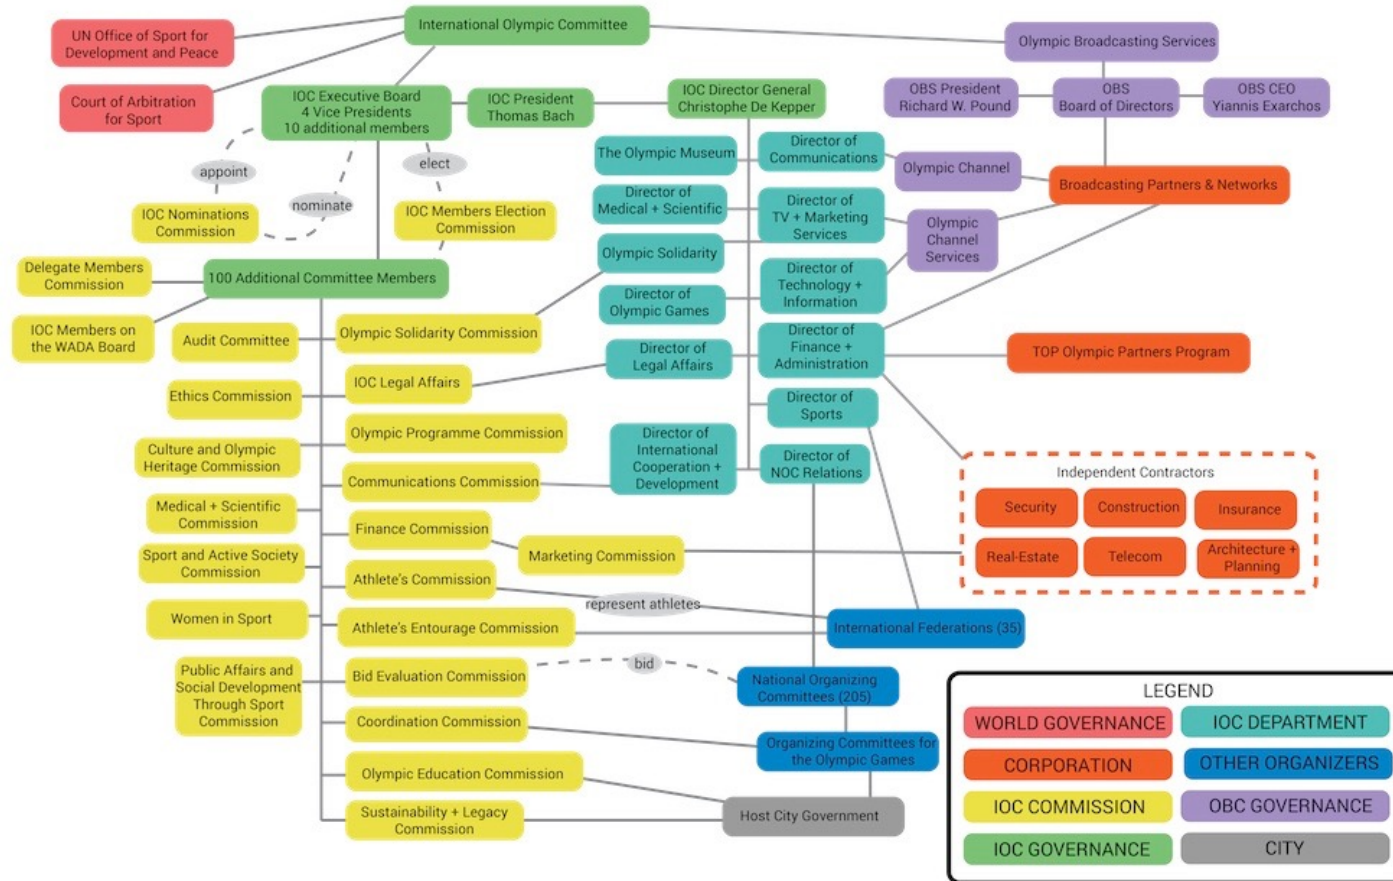 International Olympic Committee
UN Office of Sport for
Development and Peace
Olympic Broadcasting Services
Court of Arbitration
for Sport
IOC Executive Board
4 Vice Presidents
10 additional members
IOC President
Thomas Bach
IOC Director General
Christophe De Kepper
OBS President
Richard W. Pound
OBS
Board of Directors
OBS CEO
Yiannis Exarchos
appoint
nominate
elect
The Olympic Museum
Director of
Communications
Olympic Channel
Broadcasting Partners & Networks
IOC Nominations
Commission
IOC Members Election
Commission
Director of
Medical + Scientific
Director of
TV + Marketing
Services
Olympic
Channel
Services
Delegate Members
Commission
100 Additional Committee Members
Olympic Solidarity
Director of
Technology +
Information
Director of
Olympic Games
IOC Members on
the WADA Board
Audit Committee
Olympic Solidarity Commission
Director of
Legal Affairs
Director of
Finance +
Administration
TOP Olympic Partners Program
Ethics Commission
IOC Legal Affairs
Director of
Sports
Culture and Olympic
Heritage Commission
Olympic Programme Commission
Director of
International
Cooperation +
Development
Director of
NOC Relations
Communications Commission
Independent Contractors
Security
Construction
Insurance
Real-Estate
Telecom
Architecture +
Planning
Medical + Scientific
Commission
Finance Commission
Marketing Commission
Sport and Active Society
Commission
Athlete's Commission
represent athletes
Women in Sport
Athlete's Entourage Commission
International Federations (35)
Public Affairs and
Social Development
Through Sport
Commission
Bid Evaluation Commission
bid
National Organizing
Committees (205)
Coordination Commission
Organizing Committees for
the Olympic Games
Olympic Education Commission
Sustainability + Legacy
Commission
Host City Government
LEGEND
WORLD GOVERNANCE
IOC DEPARTMENT
CORPORATION
OTHER ORGANIZERS
IOC COMMISSION
OBC GOVERNANCE
IOC GOVERNANCE
CITY